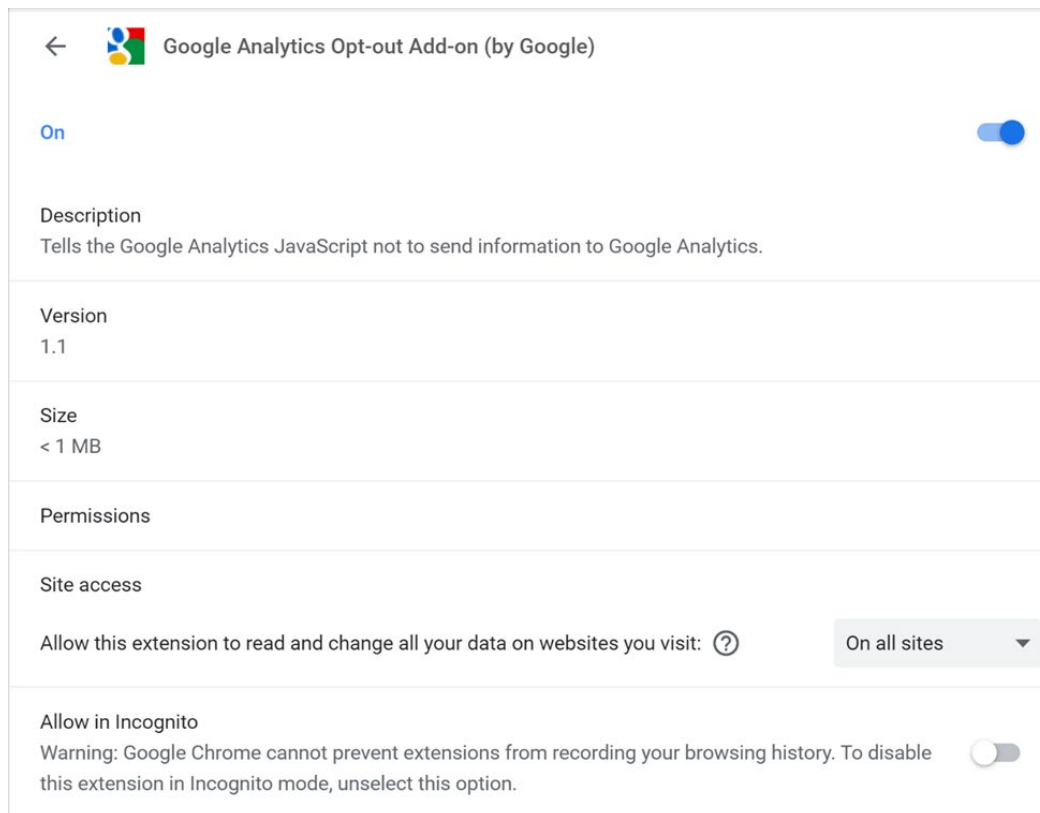 Google Analytics Opt-out Add-on (by Google)
On
Description
Tells the Google Analytics JavaScript not to send information to Google Analytics.
Version
1.1
Size
< 1 MB
Permissions
Site access
Allow this extension to read and change all your data on websites you visit: ?
On all sites
Allow in Incognito
Warning: Google Chrome cannot prevent extensions from recording your browsing history. To disable
this extension in Incognito mode, unselect this option.